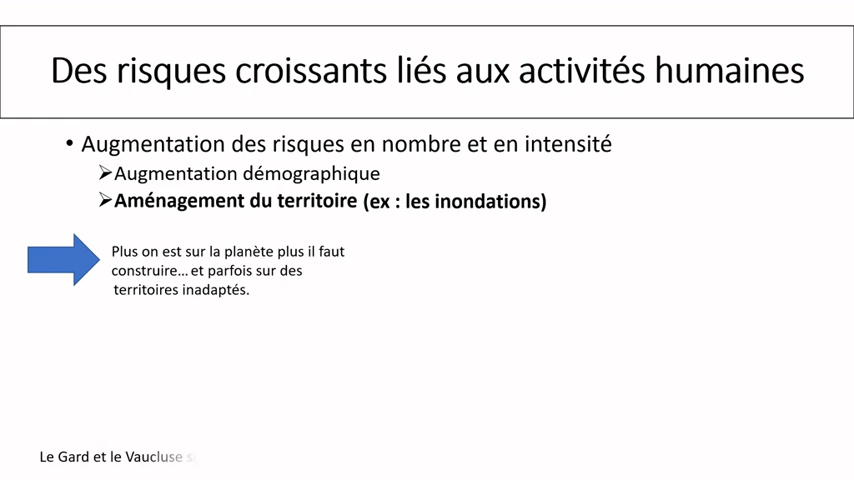 Des risques croissants liés aux activités humaines
• Augmentation des risques en nombre et en intensité
➢Augmentation démographique
➢Aménagement du territoire (ex : les inondations)
Plus on est sur la planète plus il faut
construire... et parfois sur des
territoires inadaptés.
Le Gard et le Vaucluse